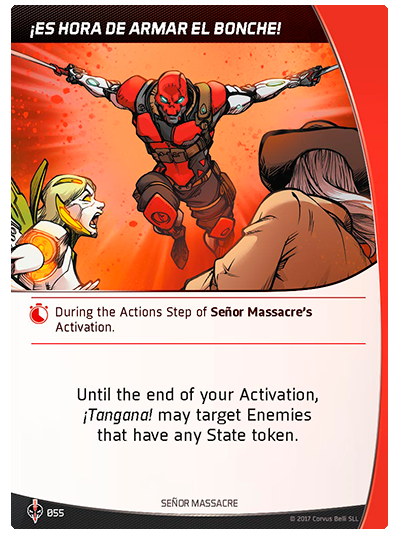 ¡ES HORA DE ARMAR EL BONCHE!
During the Actions Step of Señor Massacre's
Activation.
Until the end of your Activation,
¡Tangana! may target Enemies
that have any State token.
SEÑOR MASSACRE
055
© 2017 Corvus Belli SLL